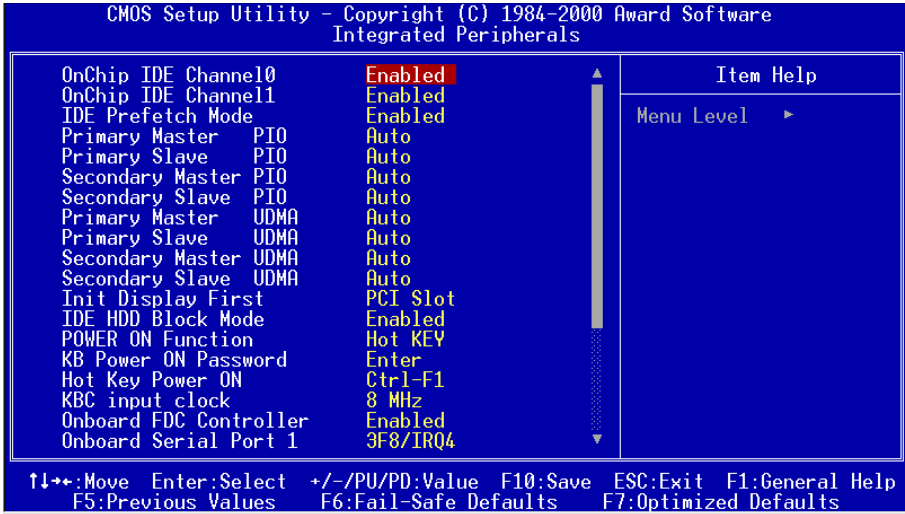 CMOS Setup Utility - Copyright (C) 1984-2000 Award Software
Integrated Peripherals
OnChip IDE Channel0 Enabled
OnChip IDE Channel1 Enabled
IDE Prefetch Mode Enabled
Primary Master PIO Auto
Primary Slave PIO Auto
Secondary Master PIO Auto
Secondary Slave PIO Auto
Primary Master UDMA Auto
Primary Slave UDMA Auto
Secondary Master UDMA Auto
Secondary Slave UDMA Auto
Init Display First PCI Slot
IDE HDD Block Mode Enabled
POWER ON Function Hot KEY
KB Power ON Password Enter
Hot Key Power ON Ctrl-F1
KBC input clock 8 MHz
Onboard FDC Controller Enabled
Onboard Serial Port 1 3F8/IRQ4
Item Help
Menu Level ►
↑↓→←:Move Enter:Select +/-/PU/PD:Value F10:Save ESC:Exit F1:General Help
F5:Previous Values F6:Fail-Safe Defaults F7:Optimized Defaults